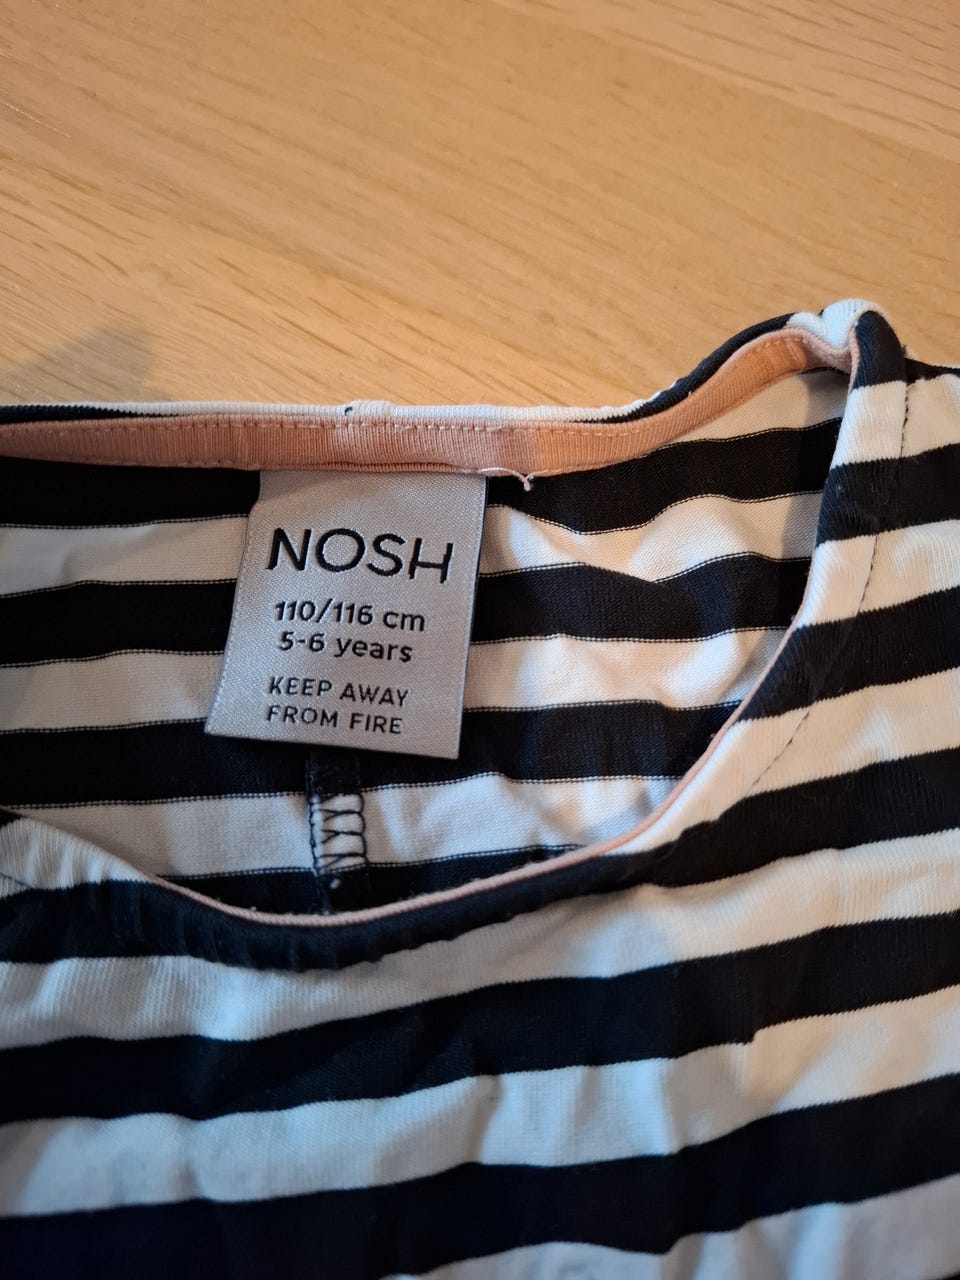 NOSH
110/116 cm
5-6 years
KEEP AWAY
FROM FIRE